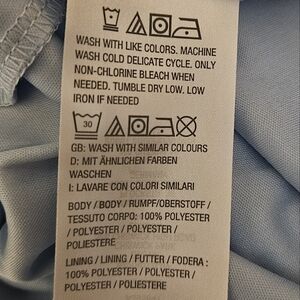 WASH WITH LIKE COLORS. MACHINE
WASH COLD DELICATE CYCLE. ONLY
NON-CHLORINE BLEACH WHEN
NEEDED. TUMBLE DRY LOW. LOW
IRON IF NEEDED
30
GB: WASH WITH SIMILAR COLOURS
D: MIT ÄHNLICHEN FARBEN
WASCHEN
I: LAVARE CON COLORI SIMILARI
BODY / BODY / RUMPF/OBERSTOFF /
TESSUTO CORPO: 100% POLYESTER
/ POLYESTER / POLYESTER /
POLIESTERE
LINING / LINING / FUTTER / FODERA :
100% POLYESTER / POLYESTER /
POLYESTER / POLIESTERE